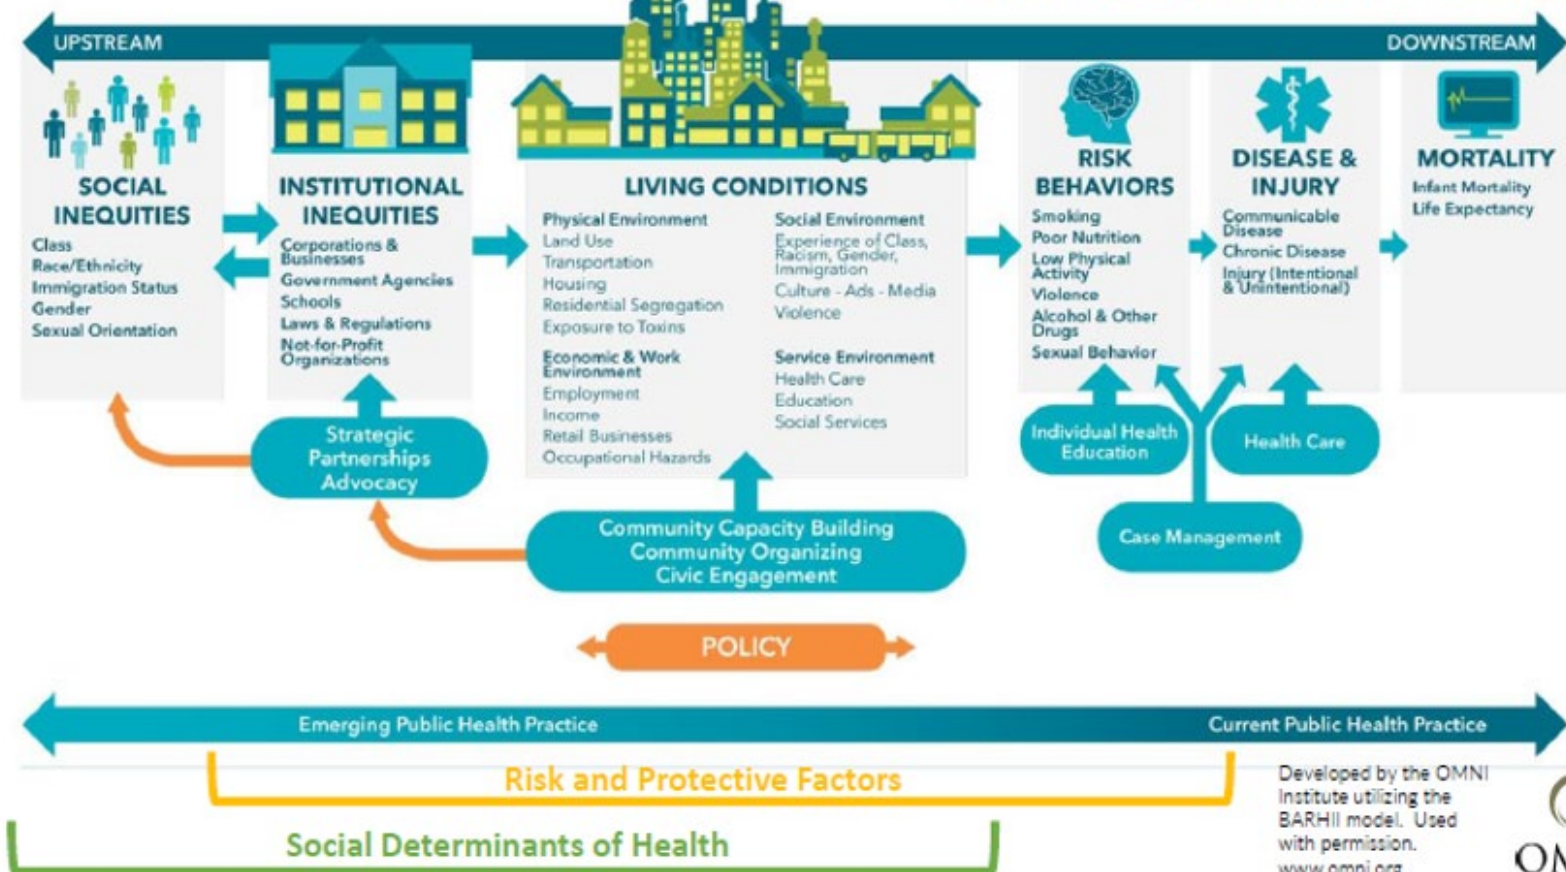 UPSTREAM
DOWNSTREAM
SOCIAL
INEQUITIES
Class
Race/Ethnicity
Immigration Status
Gender
Sexual Orientation
INSTITUTIONAL
INEQUITIES
Corporations &
Businesses
Government Agencies
Schools
Laws & Regulations
Not-for-Profit
Organizations
Strategic
Partnerships
Advocacy
LIVING CONDITIONS
Physical Environment
Land Use
Transportation
Housing
Residential Segregation
Exposure to Toxins
Economic & Work
Environment
Employment
Income
Retail Businesses
Occupational Hazards
Social Environment
Experience of Class,
Racism, Gender,
Immigration
Culture - Ads - Media
Violence
Service Environment
Health Care
Education
Social Services
Community Capacity Building
Community Organizing
Civic Engagement
RISK
BEHAVIORS
Smoking
Poor Nutrition
Low Physical
Activity
Violence
Alcohol & Other
Drugs
Sexual Behavior
DISEASE &
INJURY
Communicable
Disease
Chronic Disease
Injury (Intentional
& Unintentional)
MORTALITY
Infant Mortality
Life Expectancy
Individual Health
Education
Health Care
Case Management
POLICY
Emerging Public Health Practice
Current Public Health Practice
Risk and Protective Factors
Social Determinants of Health
Developed by the OMNI
Institute utilizing the
BARHII model. Used
with permission.
www.omni.org